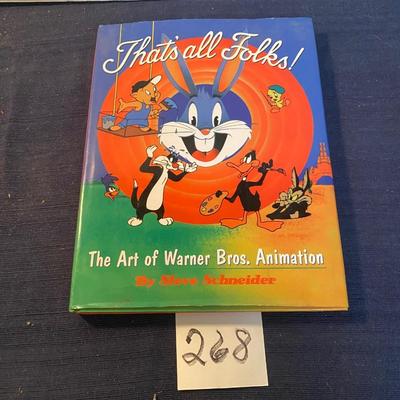 That's all Folks!
The Art of Warner Bros. Animation
By Steve Schneider
268